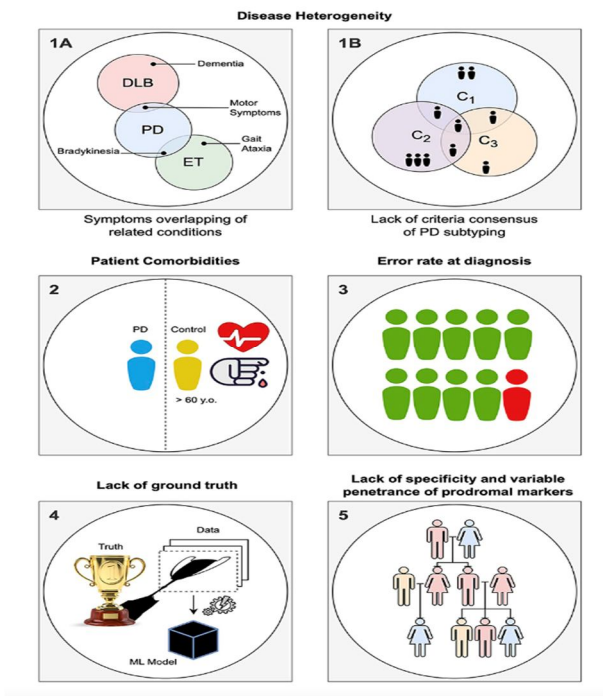 Disease Heterogeneity
1A
DLB
Dementia
Motor
Symptoms
PD
Bradykinesia
Gait
Ataxia
ET
Symptoms overlapping of
related conditions
1B
C1
C2
C3
Lack of criteria consensus
of PD subtyping
Patient Comorbidities
2
PD
Control
> 60 y.o.
Error rate at diagnosis
3
Lack of ground truth
4
Truth
Data
ML Model
Lack of specificity and variable
penetrance of prodromal markers
5